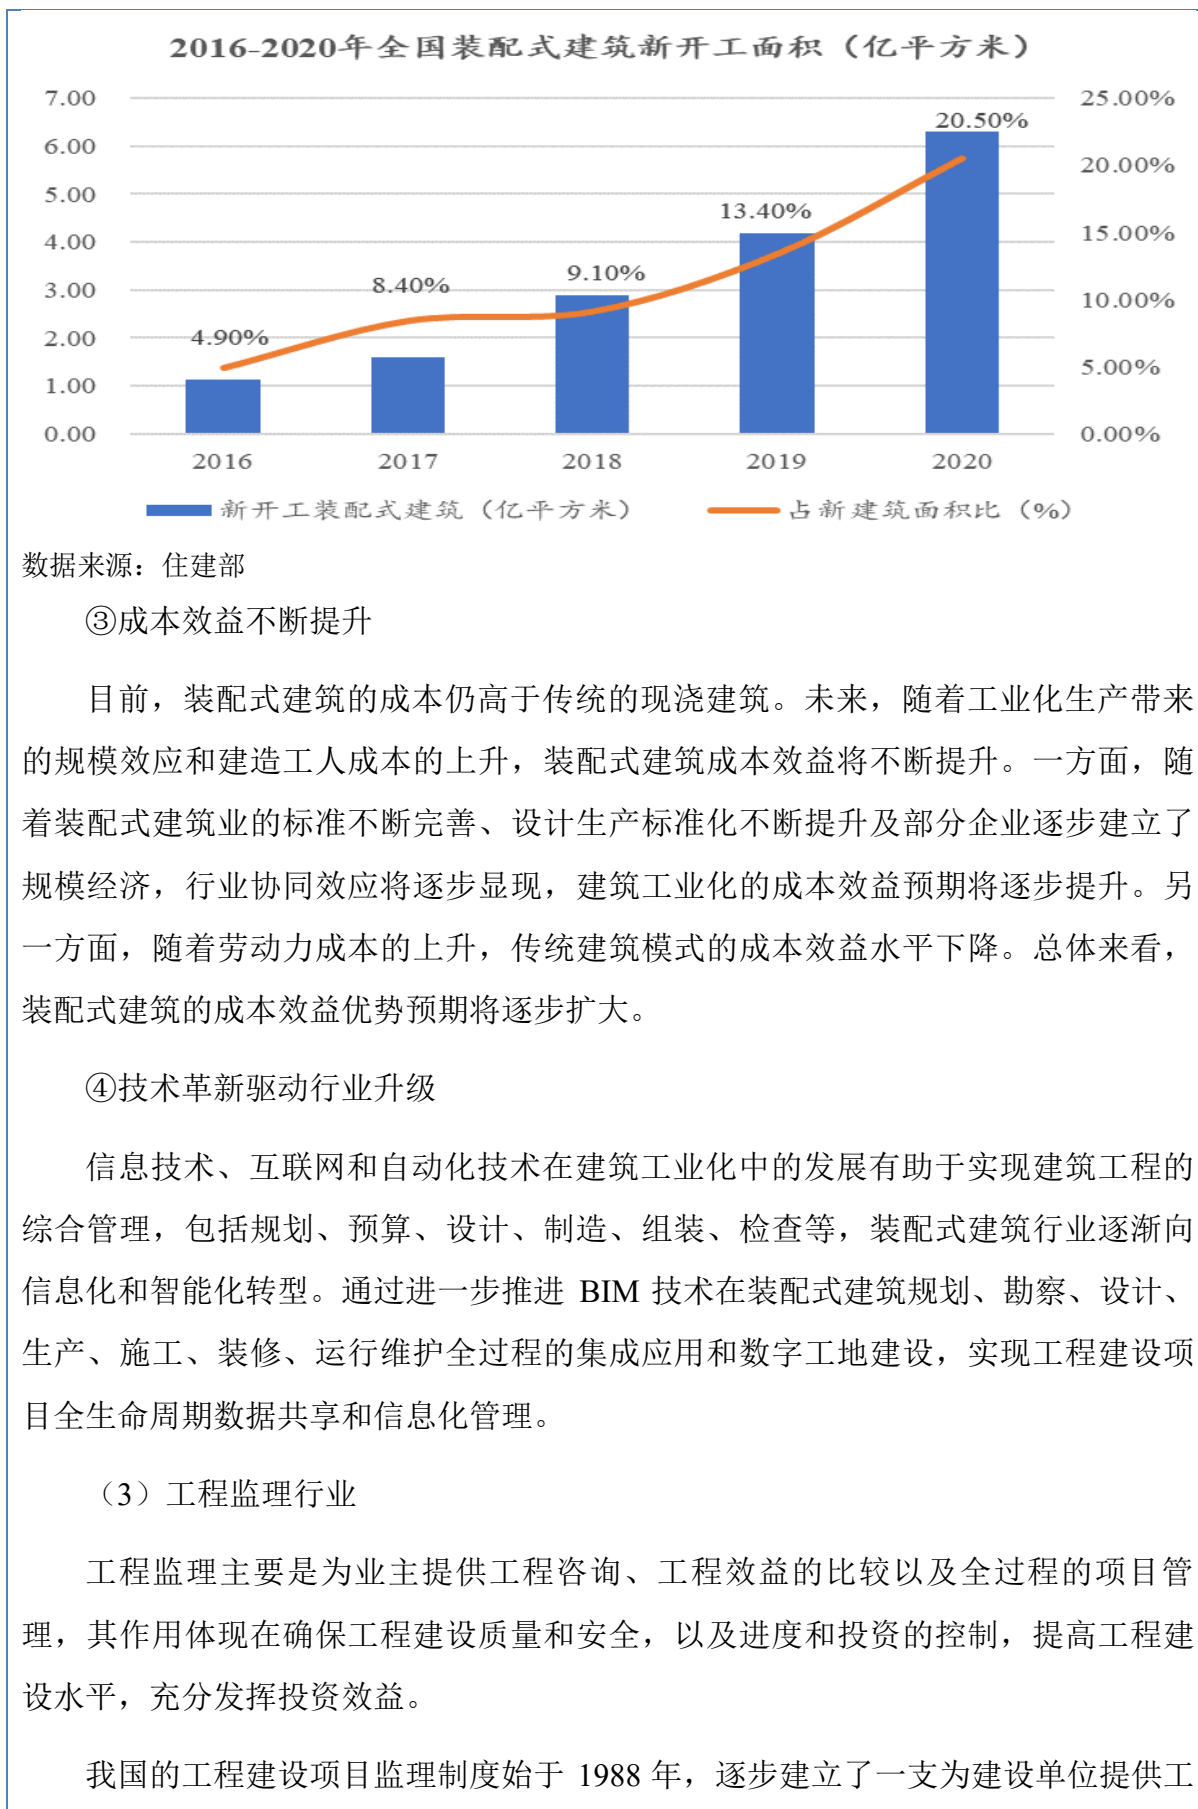 2016-2020年全国装配式建筑新开工面积（亿平方米）
7.00 25.00%
20.50%
6.00 20.00%
5.00
13.40%
4.00 15.00%
9.10%
8.40%
3.00 10.00%
4.90%
2.00
5.00%
1.00
0.00 0.00%
2016 2017 2018 2019 2020
新开工装配式建筑（亿平方米） 占新建筑面积比（%）
数据来源：住建部
③成本效益不断提升
目前，装配式建筑的成本仍高于传统的现浇建筑。未来，随着工业化生产带来
的规模效应和建造工人成本的上升，装配式建筑成本效益将不断提升。一方面，随
着装配式建筑业的标准不断完善、设计生产标准化不断提升及部分企业逐步建立了
规模经济，行业协同效应将逐步显现，建筑工业化的成本效益预期将逐步提升。另
一方面，随着劳动力成本的上升，传统建筑模式的成本效益水平下降。总体来看，
装配式建筑的成本效益优势预期将逐步扩大。
④技术革新驱动行业升级
信息技术、互联网和自动化技术在建筑工业化中的发展有助于实现建筑工程的
综合管理，包括规划、预算、设计、制造、组装、检查等，装配式建筑行业逐渐向
信息化和智能化转型。通过进一步推进 BIM 技术在装配式建筑规划、勘察、设计、
生产、施工、装修、运行维护全过程的集成应用和数字工地建设，实现工程建设项
目全生命周期数据共享和信息化管理。
（3）工程监理行业
工程监理主要是为业主提供工程咨询、工程效益的比较以及全过程的项目管
理，其作用体现在确保工程建设质量和安全，以及进度和投资的控制，提高工程建
设水平，充分发挥投资效益。
我国的工程建设项目监理制度始于 1988 年，逐步建立了一支为建设单位提供工